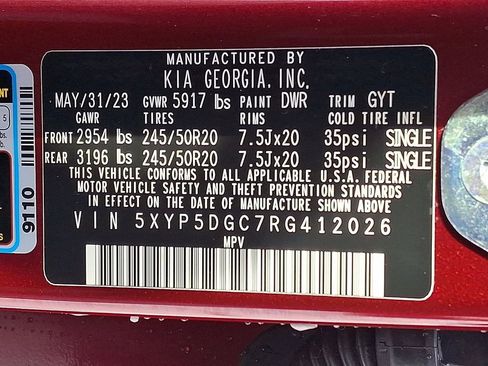 MANUFACTURED BY
KIA GEORGIA, INC.
MAY/31/23 GVWR 5917 lbs PAINT DWR TRIM GYT
GAWR TIRES RIMS COLD TIRE INFL
FRONT 2954 lbs 245/50R20 7.5Jx20 35psi SINGLE
REAR 3196 lbs 245/50R20 7.5Jx20 35psi SINGLE
THIS VEHICLE CONFORMS TO ALL APPLICABLE U.S.A. FEDERAL
MOTOR VEHICLE SAFETY AND THEFT PREVENTION STANDARDS
IN EFFECT ON THE DATE OF MANUFACTURE SHOWN ABOVE.
VIN 5XYP5DGC7RG412026
MPV
5
9110